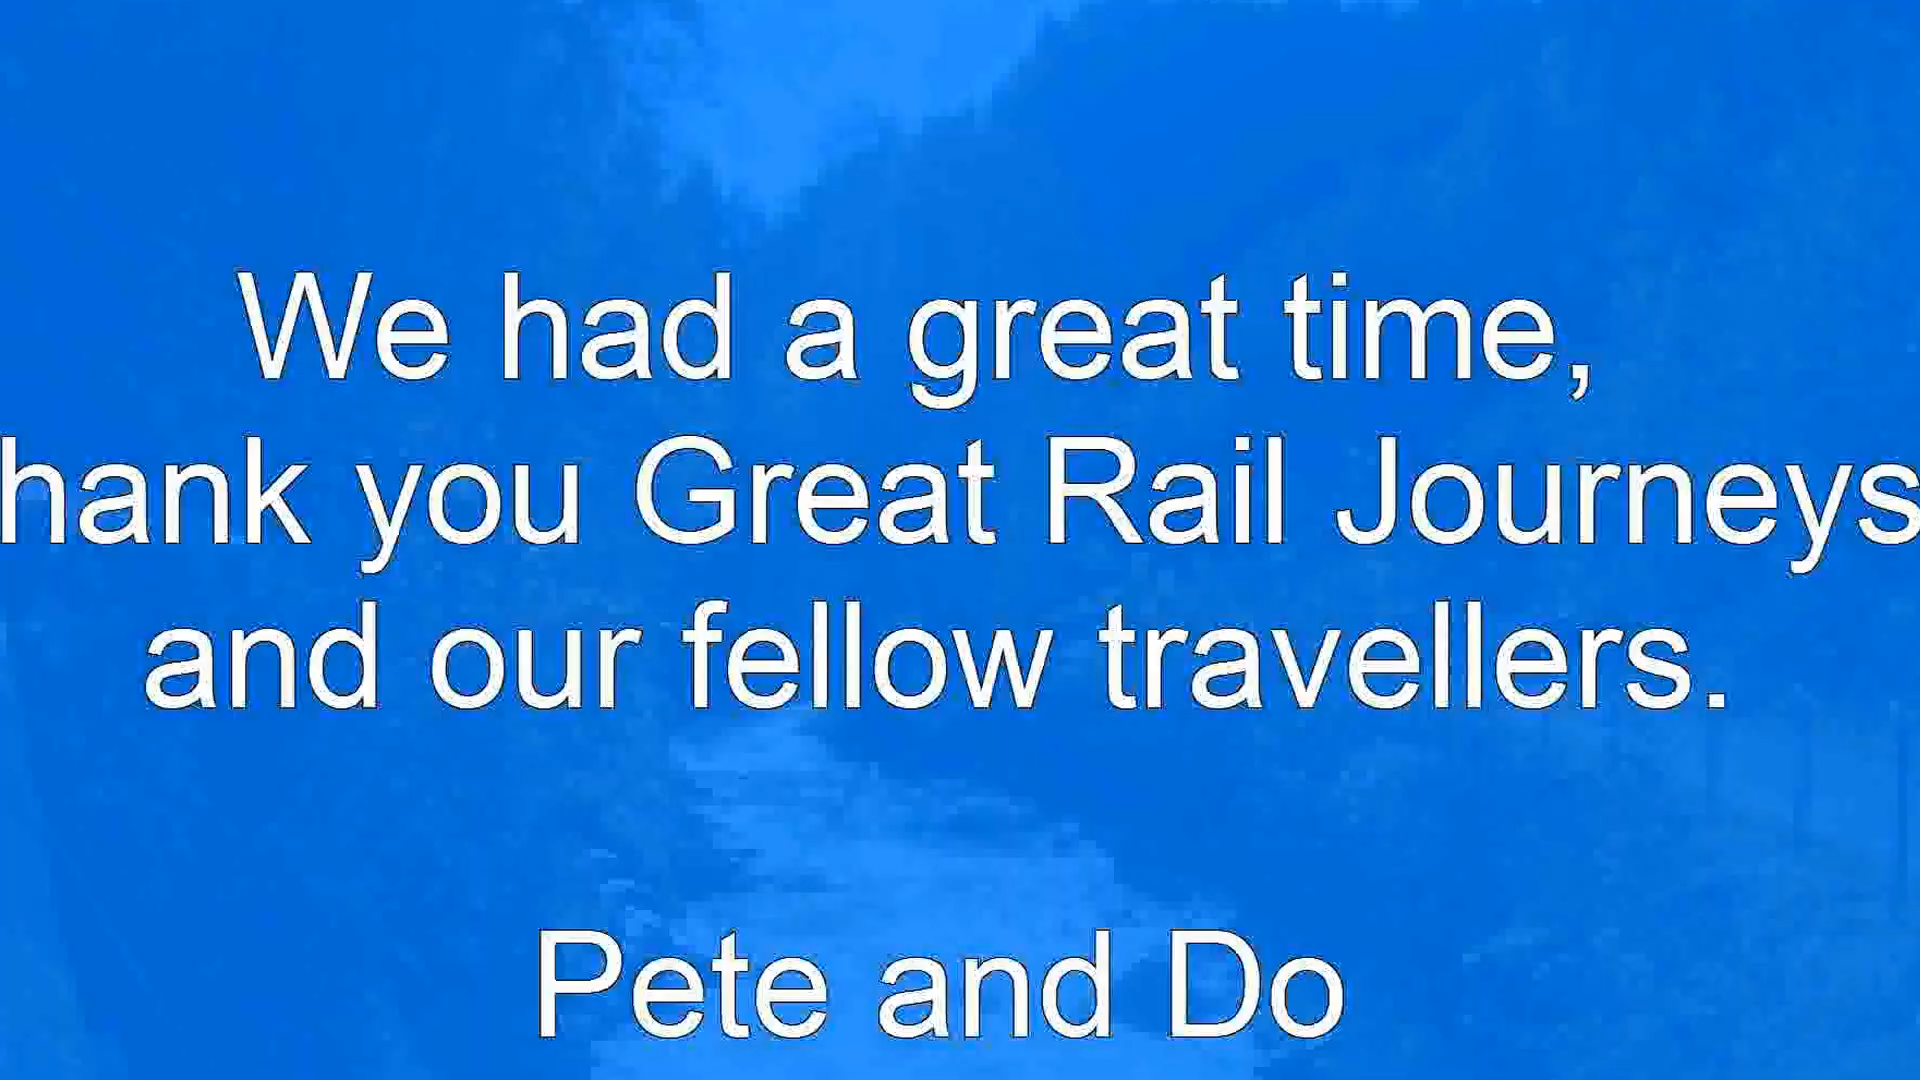 We had a great time,
hank you Great Rail Journeys
and our fellow travellers.
Pete and Do